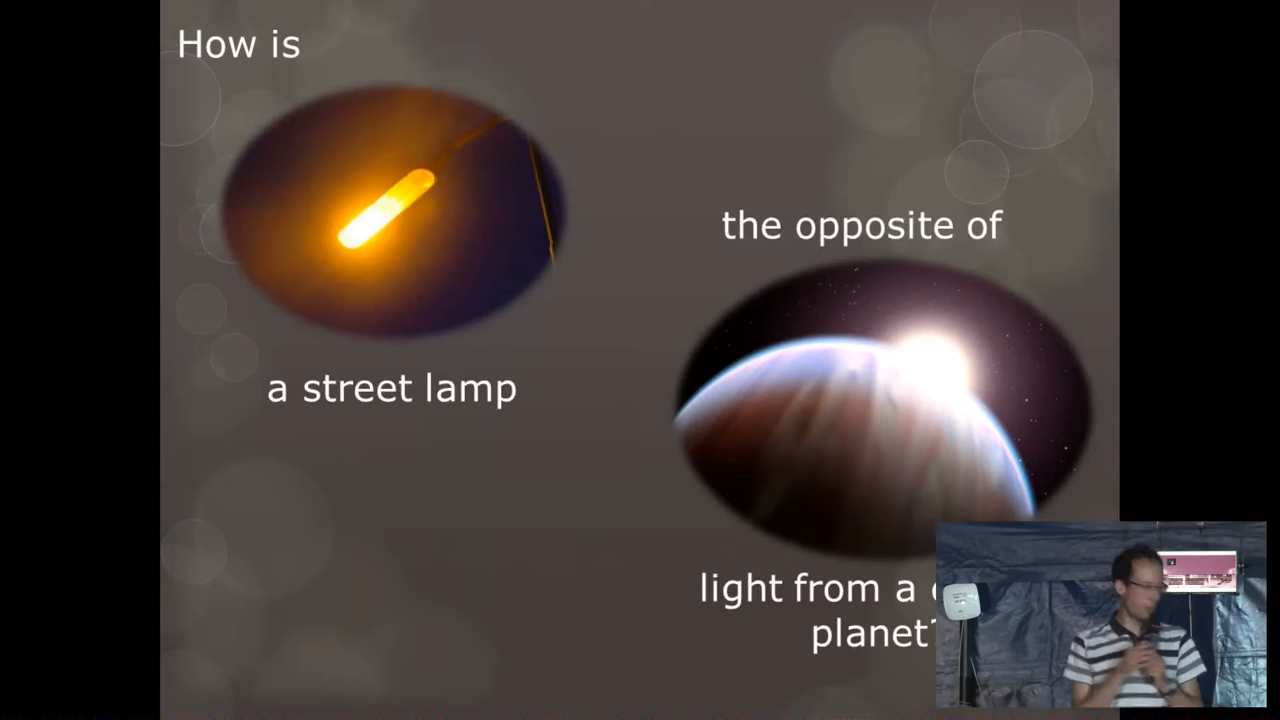 How is
the opposite of
a street lamp
light from a
planet?